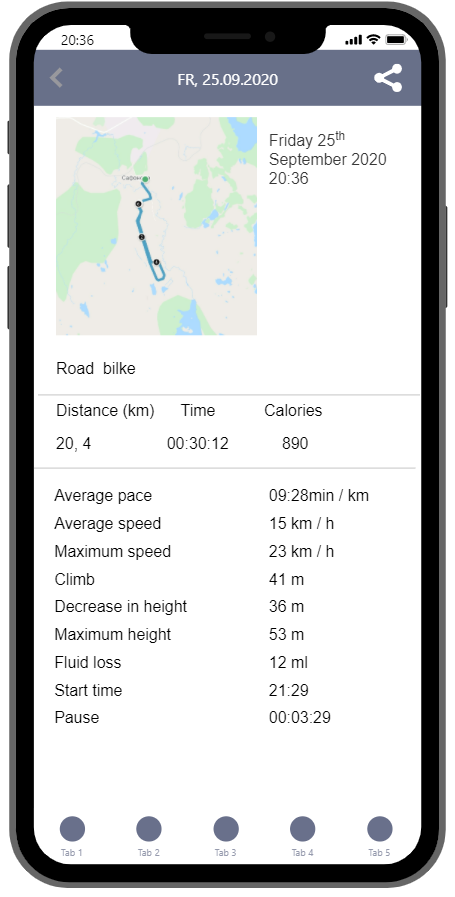 20:36
FR, 25.09.2020
Friday 25th
September 2020
20:36
Road bilke
Distance (km) Time Calories
20, 4 00:30:12 890
Average pace 09:28min / km
Average speed 15 km / h
Maximum speed 23 km / h
Climb 41 m
Decrease in height 36 m
Maximum height 53 m
Fluid loss 12 ml
Start time 21:29
Pause 00:03:29
Tab 1 Tab 2 Tab 3 Tab 4 Tab 5